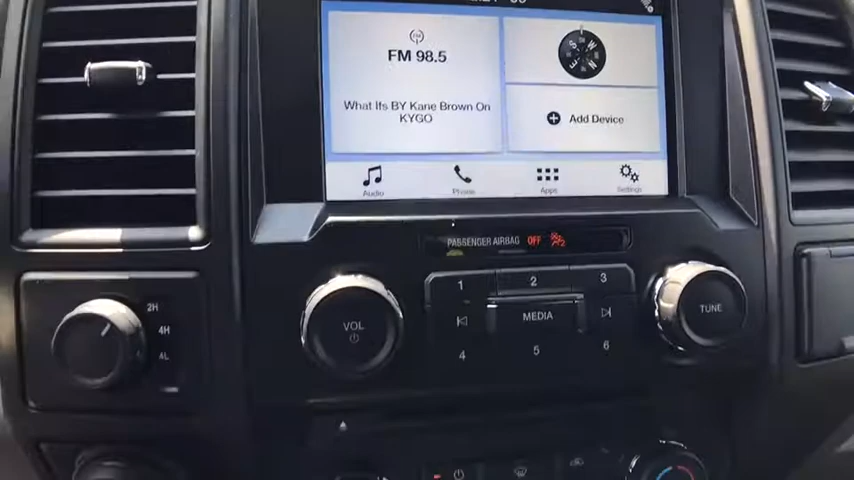 FM
FM 98.5
What Ifs BY Kane Brown On
KYGO
W
N
S
E
Add Device
Audio
Phone
Apps
Settings
PASSENGER AIRBAG OFF
1
2
3
2H
4H
4L
VOL
MEDIA
TUNE
4
5
6